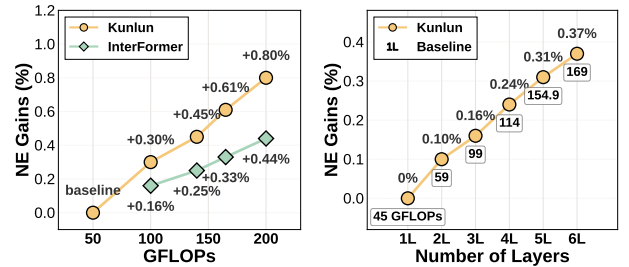 1.2
1.0
0.8
0.6
0.4
0.2
0.0
NE Gains (%)
Kunlun
InterFormer
+0.80%
+0.61%
+0.45%
+0.30%
baseline
+0.44%
+0.33%
+0.25%
+0.16%
50 100 150 200
GFLOPs
0.4
0.3
0.2
0.1
0.0
NE Gains (%)
Kunlun
1L Baseline
0.37%
0.31%
0.24%
0.16%
0.10%
0%
169
154.9
114
99
59
45 GFLOPs
1L 2L 3L 4L 5L 6L
Number of Layers